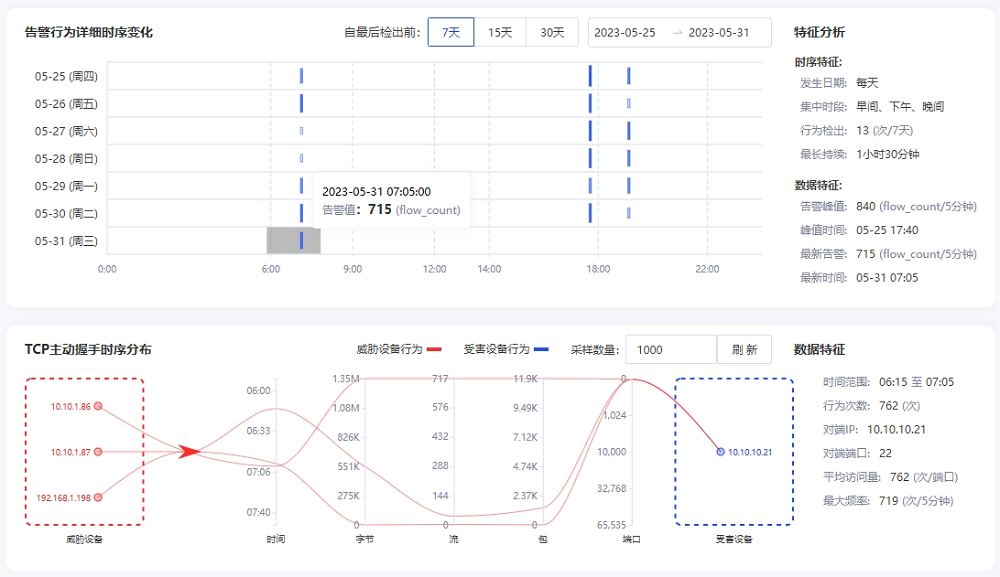 告警行为详细时序变化
自最后检出前: 7天 15天 30天 2023-05-25 → 2023-05-31
05-25 (周四)
05-26 (周五)
05-27 (周六)
05-28 (周日)
05-29 (周一)
05-30 (周二)
05-31 (周三)
2023-05-31 07:05:00
告警值: 715 (flow_count)
0:00 6:00 9:00 12:00 14:00 18:00 22:00
特征分析
时序特征:
发生日期: 每天
集中时段: 早间、下午、晚间
行为检出: 13 (次/7天)
最长持续: 1小时30分钟
数据特征:
告警峰值: 840 (flow_count/5分钟)
峰值时间: 05-25 17:40
最新告警: 715 (flow_count/5分钟)
最新时间: 05-31 07:05
TCP主动握手时序分布
威胁设备行为 受害设备行为 采样数量: 1000 刷 新
10.10.1.86
10.10.1.87
192.168.1.198
威胁设备
06:00
06:33
07:06
07:40
时间
1.35M
1.08M
826K
551K
275K
0
字节
717
576
432
288
144
0
流
11.9K
9.49K
7.12K
4.74K
2.37K
0
包
0
1,024
10,000
32,768
65,535
端口
10.10.10.21
受害设备
数据特征
时间范围: 06:15 至 07:05
行为次数: 762 (次)
对端IP: 10.10.10.21
对端端口: 22
平均访问量: 762 (次/端口)
最大频率: 719 (次/5分钟)